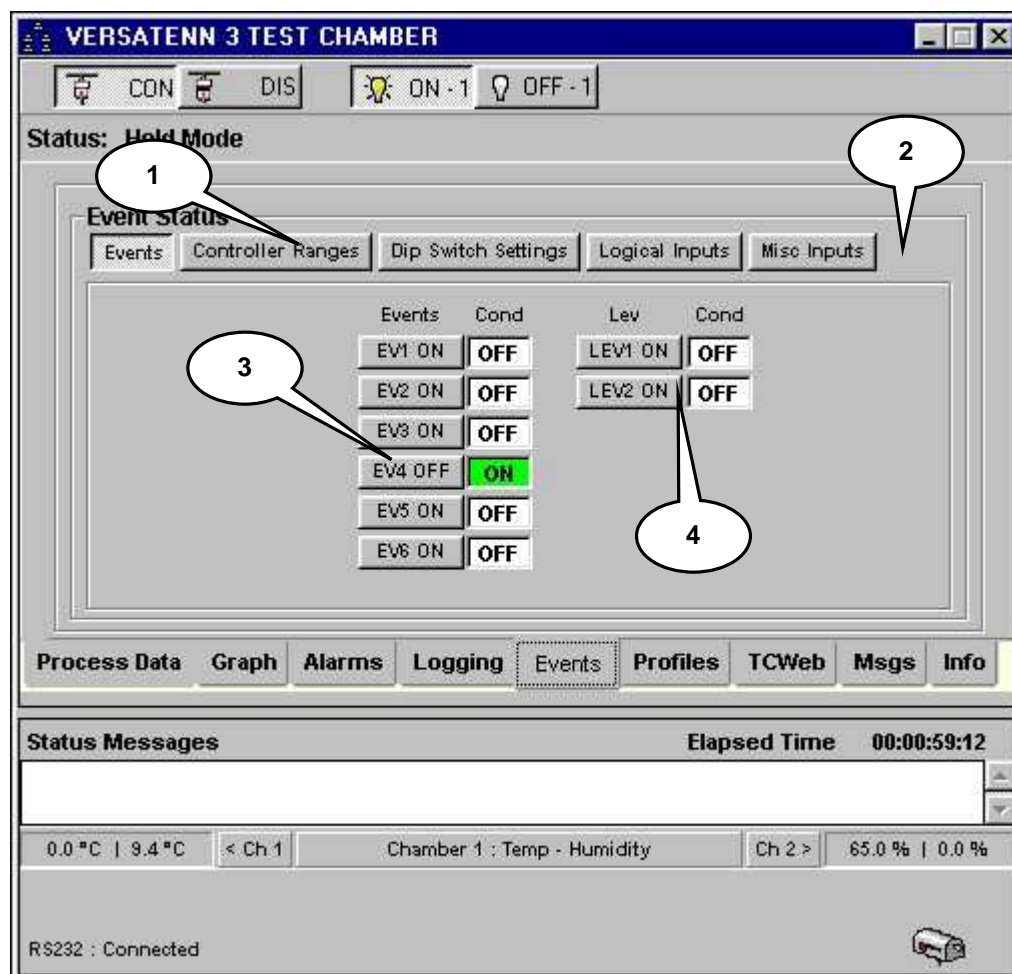 VERSATENN 3 TEST CHAMBER
CON DIS ON - 1 OFF - 1
Status: Hold Mode
1
2
Event Status
Events Controller Ranges Dip Switch Settings Logical Inputs Misc Inputs
Events Cond Lev Cond
EV1 ON OFF LEV1 ON OFF
3
EV2 ON OFF LEV2 ON OFF
EV3 ON OFF
EV4 OFF ON
EV5 ON OFF
4
EV6 ON OFF
Process Data Graph Alarms Logging Events Profiles TCWeb Msgs Info
Status Messages Elapsed Time 00:00:59:12
0.0 °C | 9.4 °C < Ch 1 Chamber 1 : Temp - Humidity Ch 2 > 65.0 % | 0.0 %
RS232 : Connected